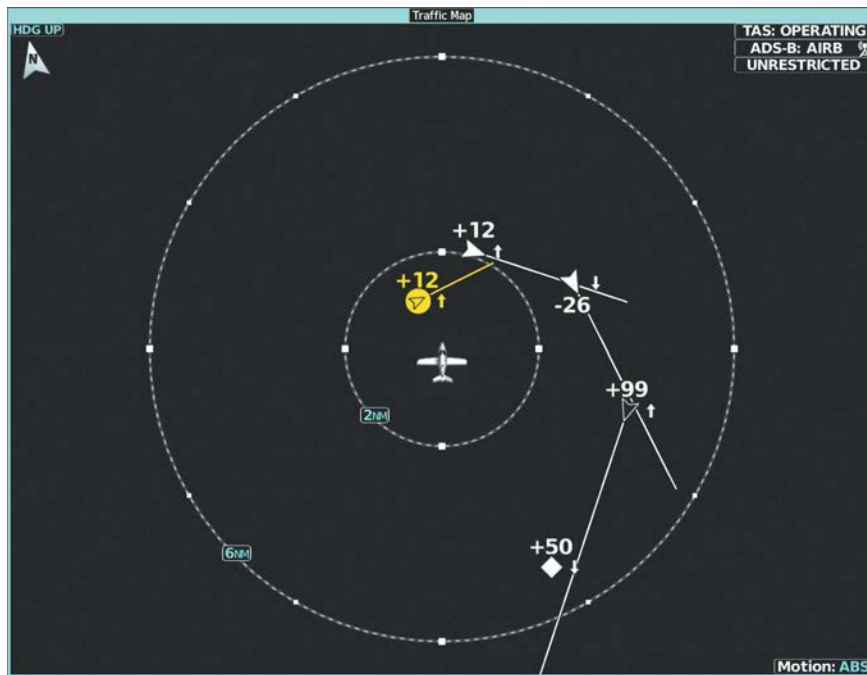 Traffic Map
HDG UP
N
TAS: OPERATING
ADS-B: AIRB
UNRESTRICTED
+12
+12
-26
+99
2NM
+50
6NM
Motion: ABS